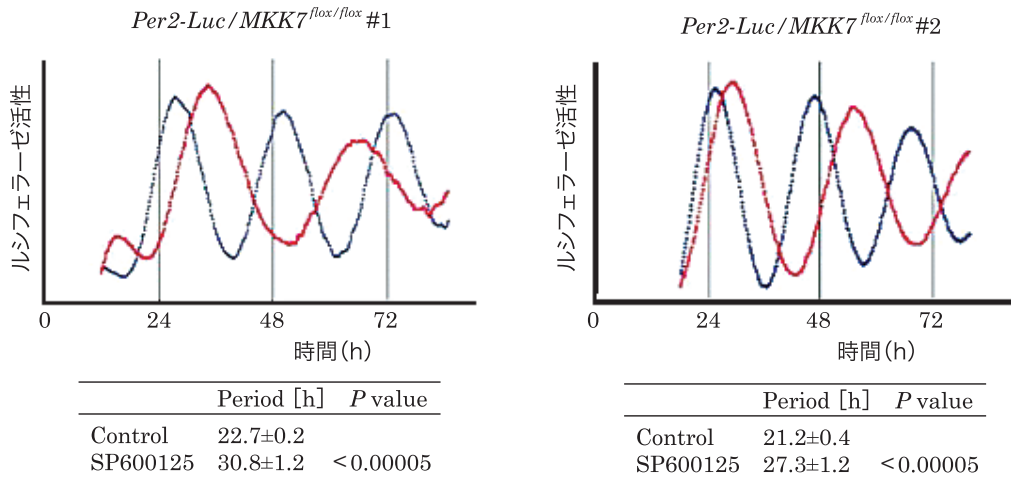 Per2-Luc/MKK7 flox/flox #1
ルシフェラーゼ活性
0 24 48 72
時間(h)
Period [h] P value
Control 22.7±0.2
SP600125 30.8±1.2 <0.00005
Per2-Luc/MKK7 flox/flox #2
ルシフェラーゼ活性
0 24 48 72
時間(h)
Period [h] P value
Control 21.2±0.4
SP600125 27.3±1.2 <0.00005